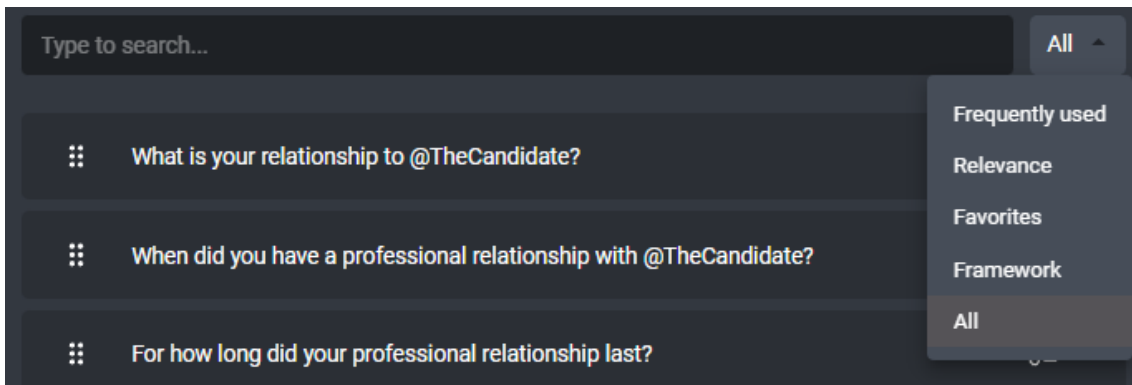 Type to search...
All
Frequently used
What is your relationship to @TheCandidate?
Relevance
Favorites
When did you have a professional relationship with @TheCandidate?
Framework
All
For how long did your professional relationship last?